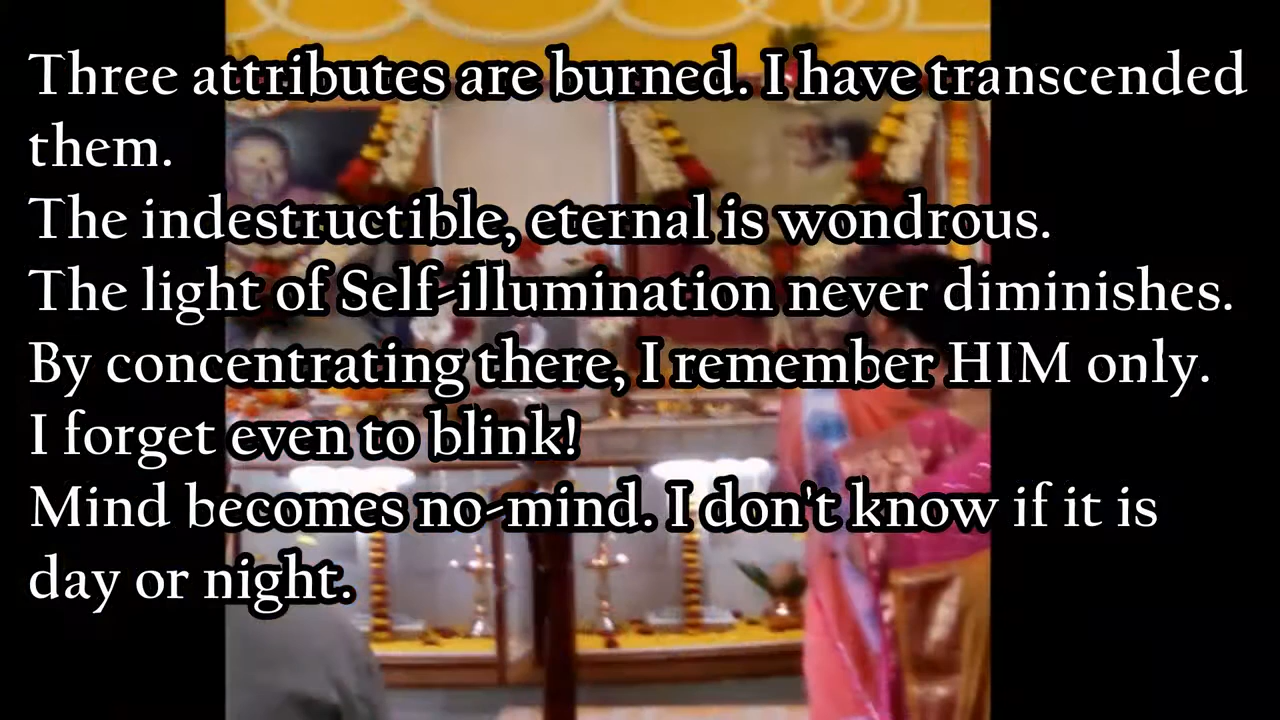 Three attributes are burned. I have transcended
them.
The indestructible, eternal is wondrous.
The light of Self-illumination never diminishes.
By concentrating there, I remember HIM only.
I forget even to blink!
Mind becomes no-mind. I don't know if it is
day or night.